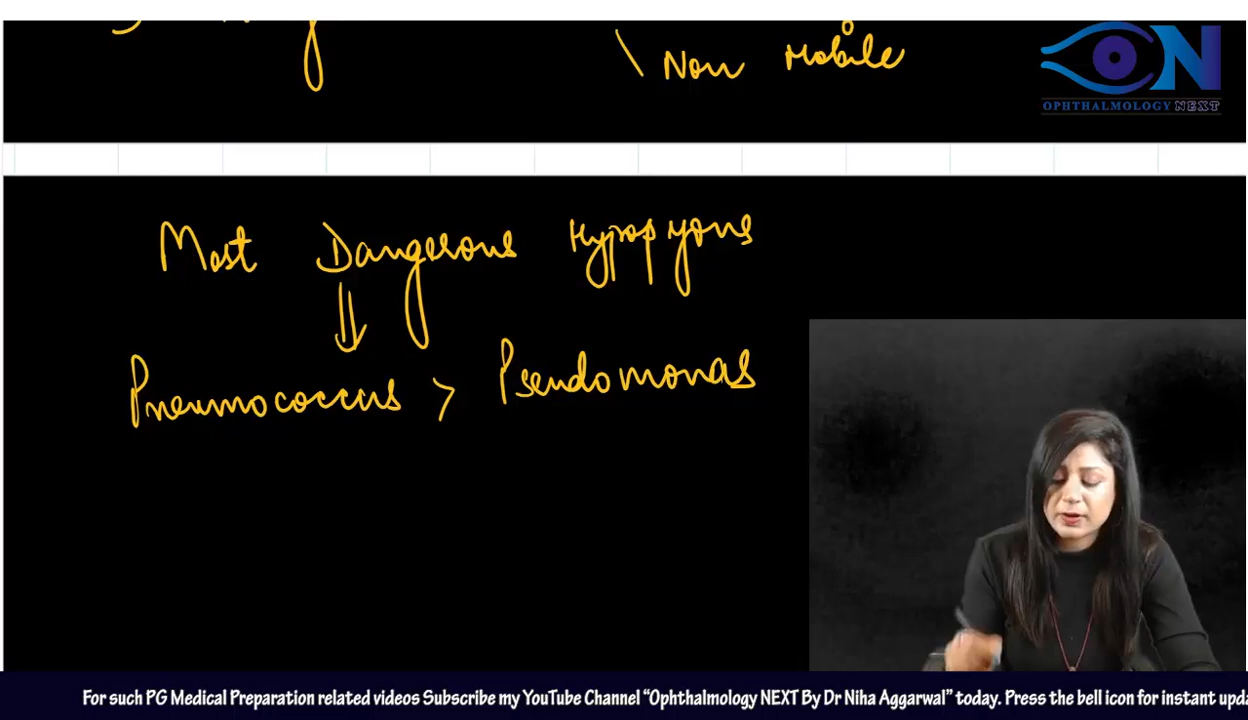 Non Mobile
ON
OPHTHALMOLOGY NEXT
Most Dangerous Hypopyons
Pneumococcus > Pseudomonas
For such PG Medical Preparation related videos Subscribe my YouTube Channel “Ophthalmology NEXT By Dr Niha Aggarwal” today. Press the bell icon for instant upda